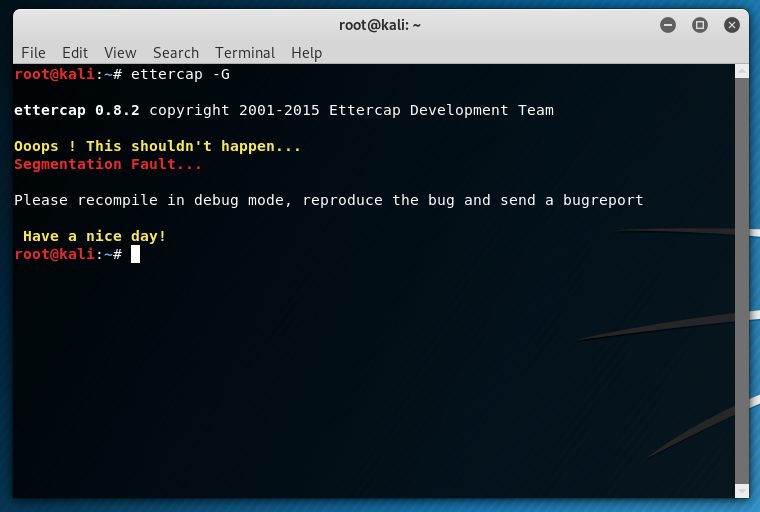 root@kali: ~
File Edit View Search Terminal Help
root@kali:~# ettercap -G
ettercap 0.8.2 copyright 2001-2015 Ettercap Development Team
Ooops ! This shouldn't happen...
Segmentation Fault...
Please recompile in debug mode, reproduce the bug and send a bugreport
Have a nice day!
root@kali:~#